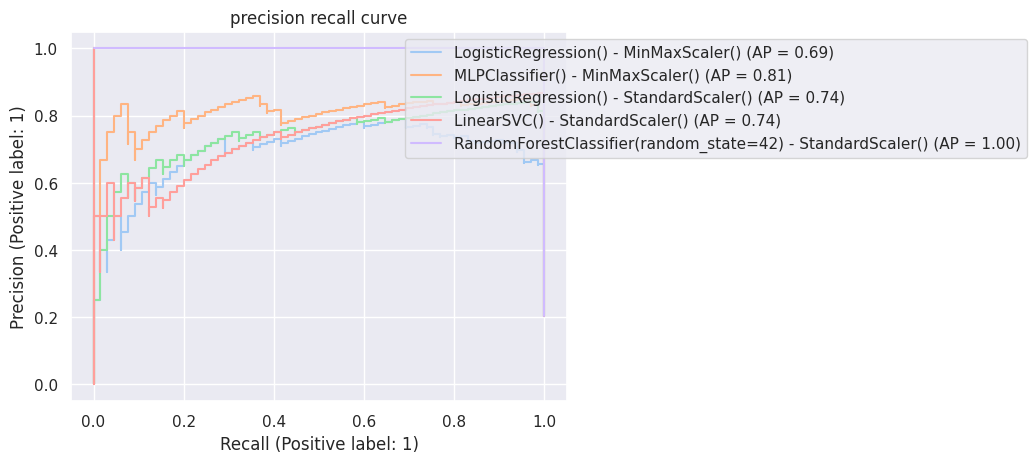 precision recall curve
1.0
0.8
0.6
0.4
0.2
0.0
Precision (Positive label: 1)
LogisticRegression() - MinMaxScaler() (AP = 0.69)
MLPClassifier() - MinMaxScaler() (AP = 0.81)
LogisticRegression() - StandardScaler() (AP = 0.74)
LinearSVC() - StandardScaler() (AP = 0.74)
RandomForestClassifier(random_state=42) - StandardScaler() (AP = 1.00)
0.0 0.2 0.4 0.6 0.8 1.0
Recall (Positive label: 1)